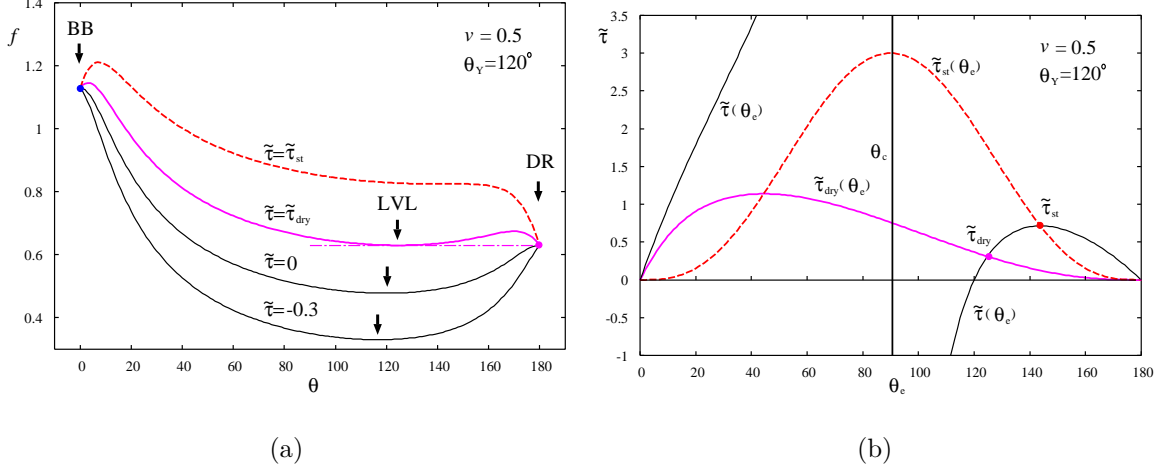 1.4
1.2
1
0.8
0.6
0.4
f
BB
ν = 0.5
θY=120°
τ̃=τ̃st
DR
LVL
τ̃=τ̃dry
τ̃=0
τ̃=-0.3
0 20 40 60 80 100 120 140 160 180
θ
(a)
3.5
3
2.5
2
1.5
1
0.5
0
-0.5
-1
τ̃
ν = 0.5
θY=120°
τ̃st(θe)
τ̃(θe)
θc
τ̃dry(θe)
τ̃st
τ̃dry
τ̃(θe)
0 20 40 60 80 100 120 140 160 180
θe
(b)